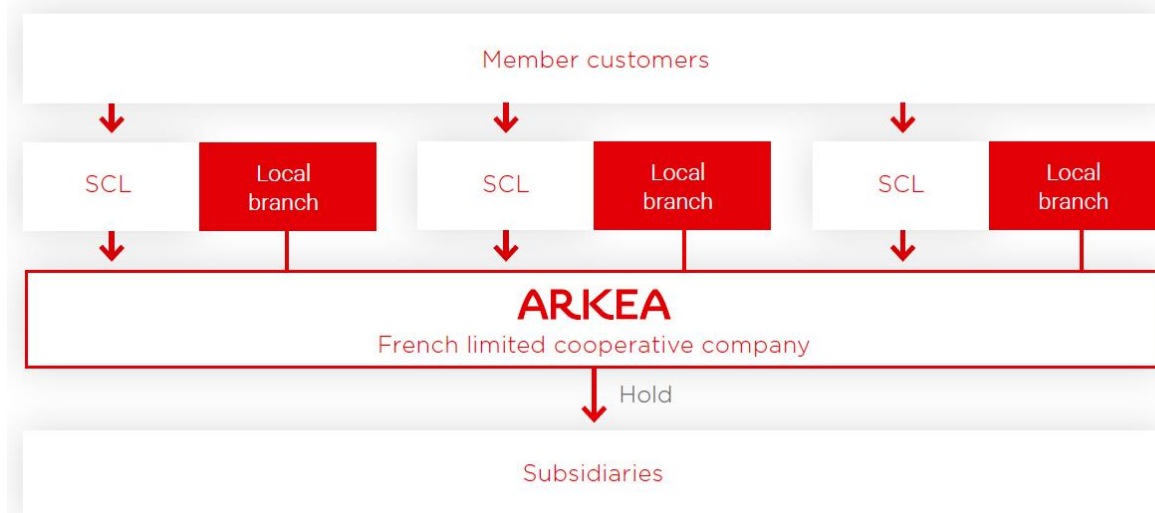 Member customers
SCL
Local
branch
SCL
Local
branch
SCL
Local
branch
ARKEA
French limited cooperative company
Hold
Subsidiaries